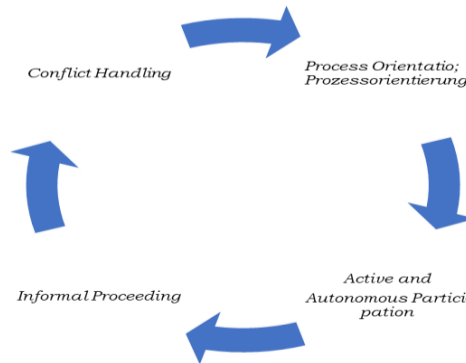 Conflict Handling
Process Orientatio;
Prozessorientierung
Informal Proceeding
Active and
Autonomous Partici
pation